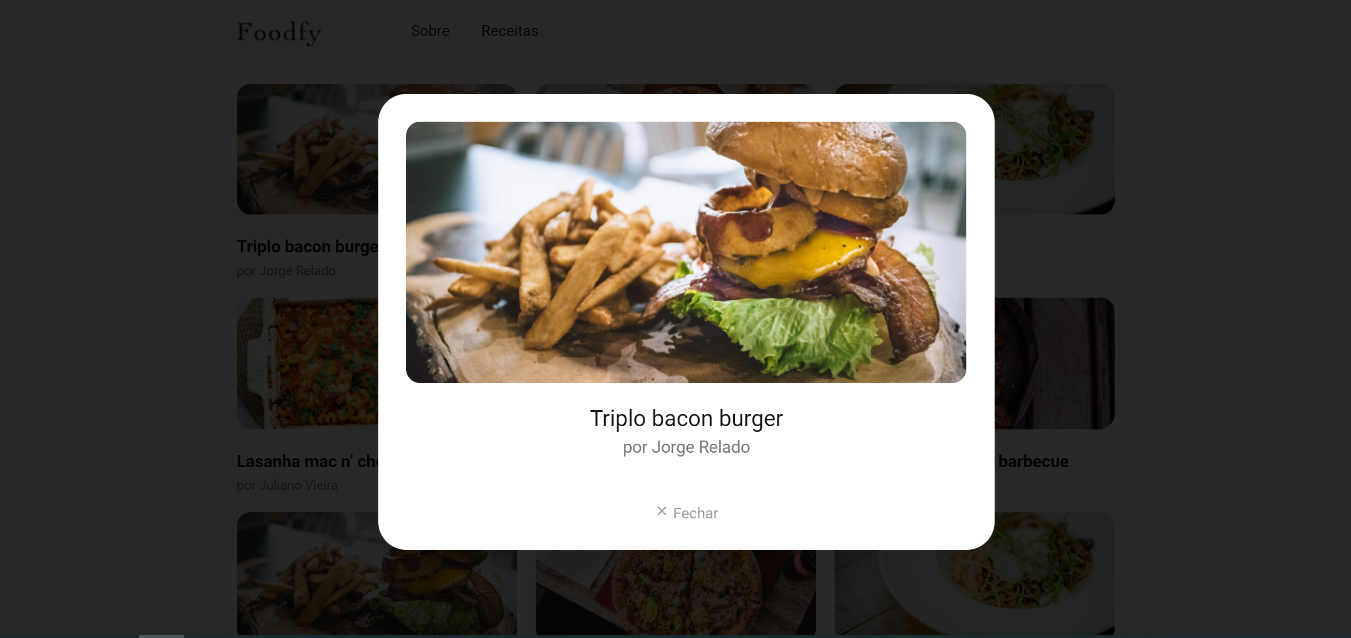 Foodfy
Sobre
Receitas
Triplo bacon burge
por Jorge Relado
Lasanha mac n’ ch
por Juliano Vieira
barbecue
Triplo bacon burger
por Jorge Relado
× Fechar